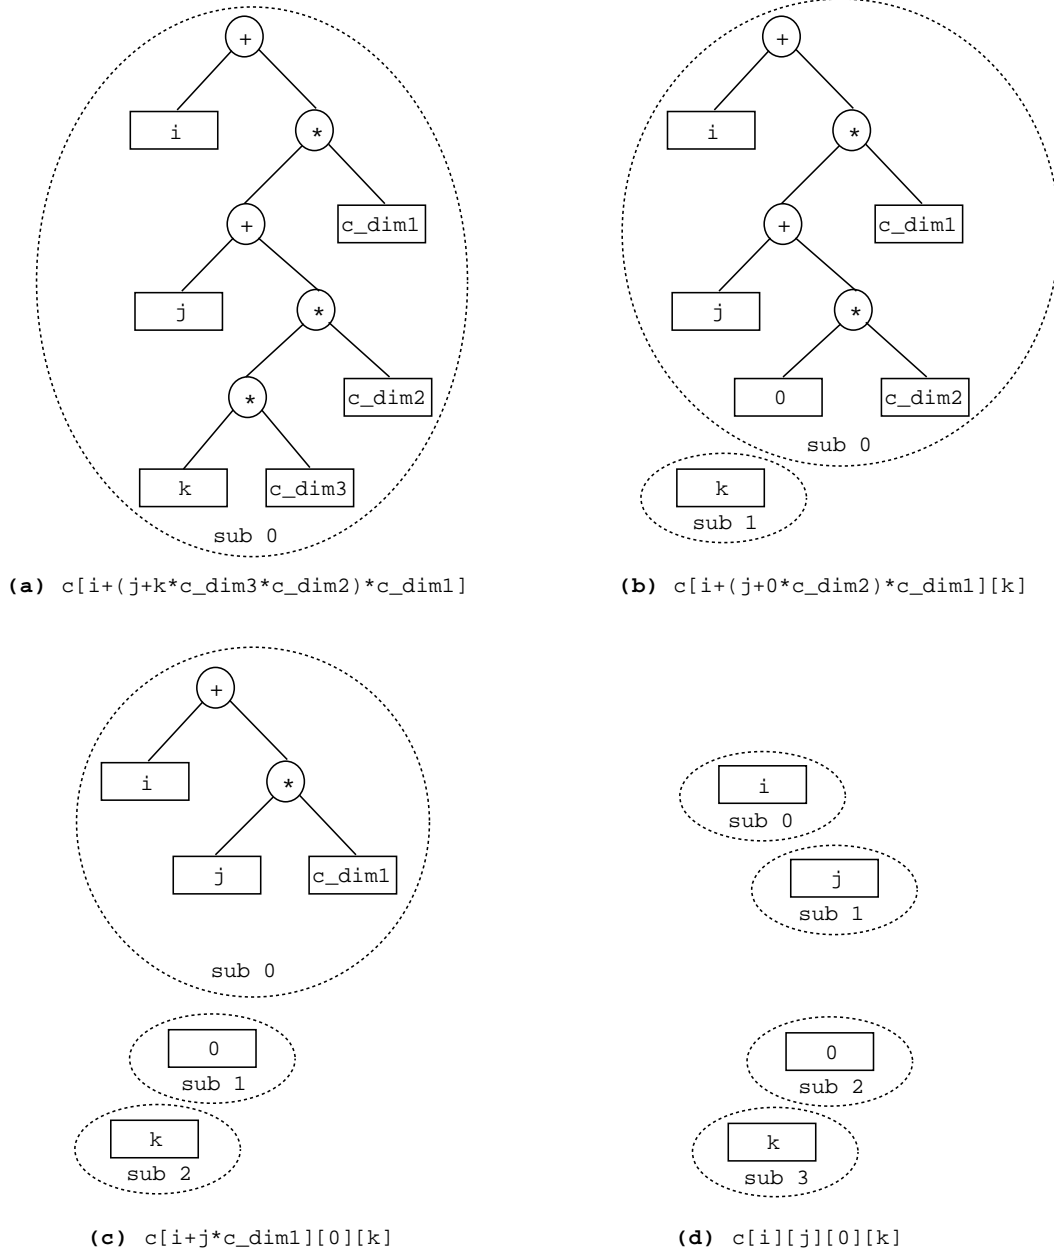 +
i
*
+
c_dim1
j
*
*
c_dim2
k
c_dim3
sub 0
(a) c[i+(j+k*c_dim3*c_dim2)*c_dim1]
+
i
*
+
c_dim1
j
*
0
c_dim2
sub 0
k
sub 1
(b) c[i+(j+0*c_dim2)*c_dim1][k]
+
i
*
j
c_dim1
sub 0
0
sub 1
k
sub 2
(c) c[i+j*c_dim1][0][k]
i
sub 0
j
sub 1
0
sub 2
k
sub 3
(d) c[i][j][0][k]